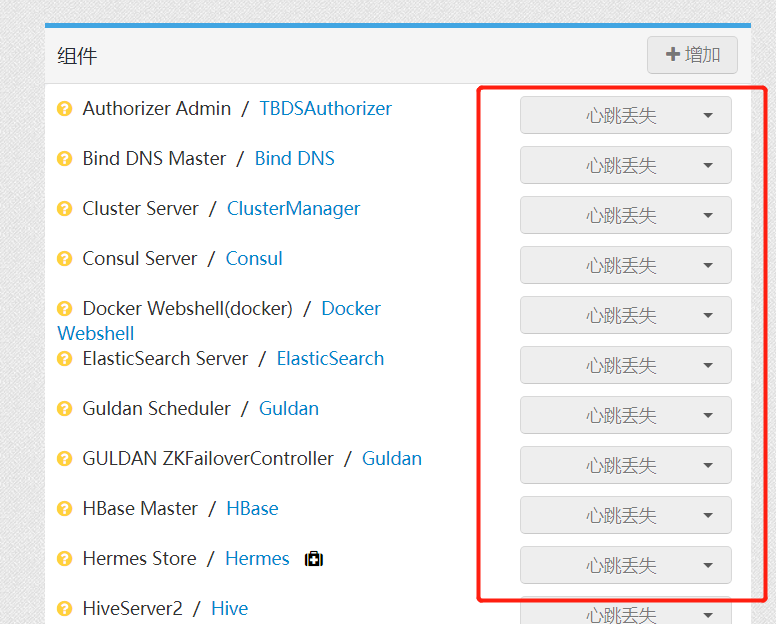 组件
增加
Authorizer Admin / TBDSAuthorizer 心跳丢失
Bind DNS Master / Bind DNS 心跳丢失
Cluster Server / ClusterManager 心跳丢失
Consul Server / Consul 心跳丢失
Docker Webshell(docker) / Docker 心跳丢失
Webshell
ElasticSearch Server / ElasticSearch 心跳丢失
Guldan Scheduler / Guldan 心跳丢失
GULDAN ZKFailoverController / Guldan 心跳丢失
HBase Master / HBase 心跳丢失
Hermes Store / Hermes 心跳丢失
HiveServer2 / Hive 心跳丢失